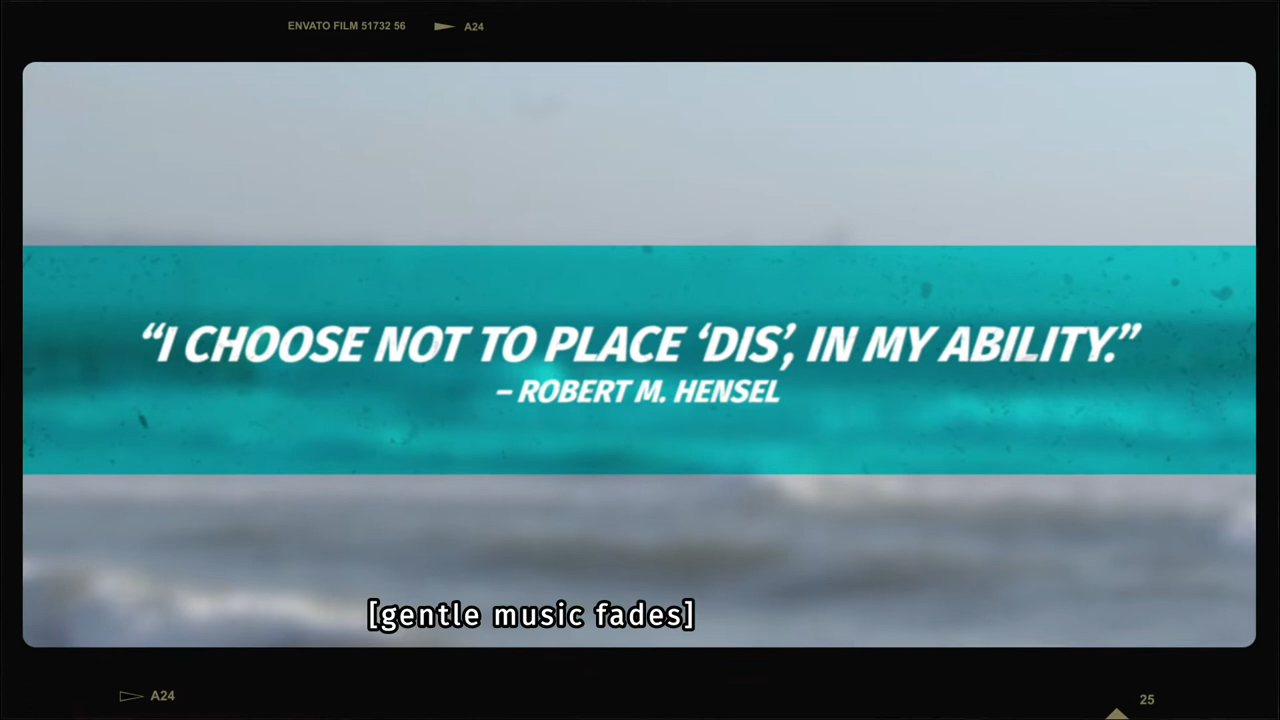 ENVATO FILM 51732 56 A24
“I CHOOSE NOT TO PLACE ‘DIS’, IN MY ABILITY.”
– ROBERT M. HENSEL
[gentle music fades]
A24
25